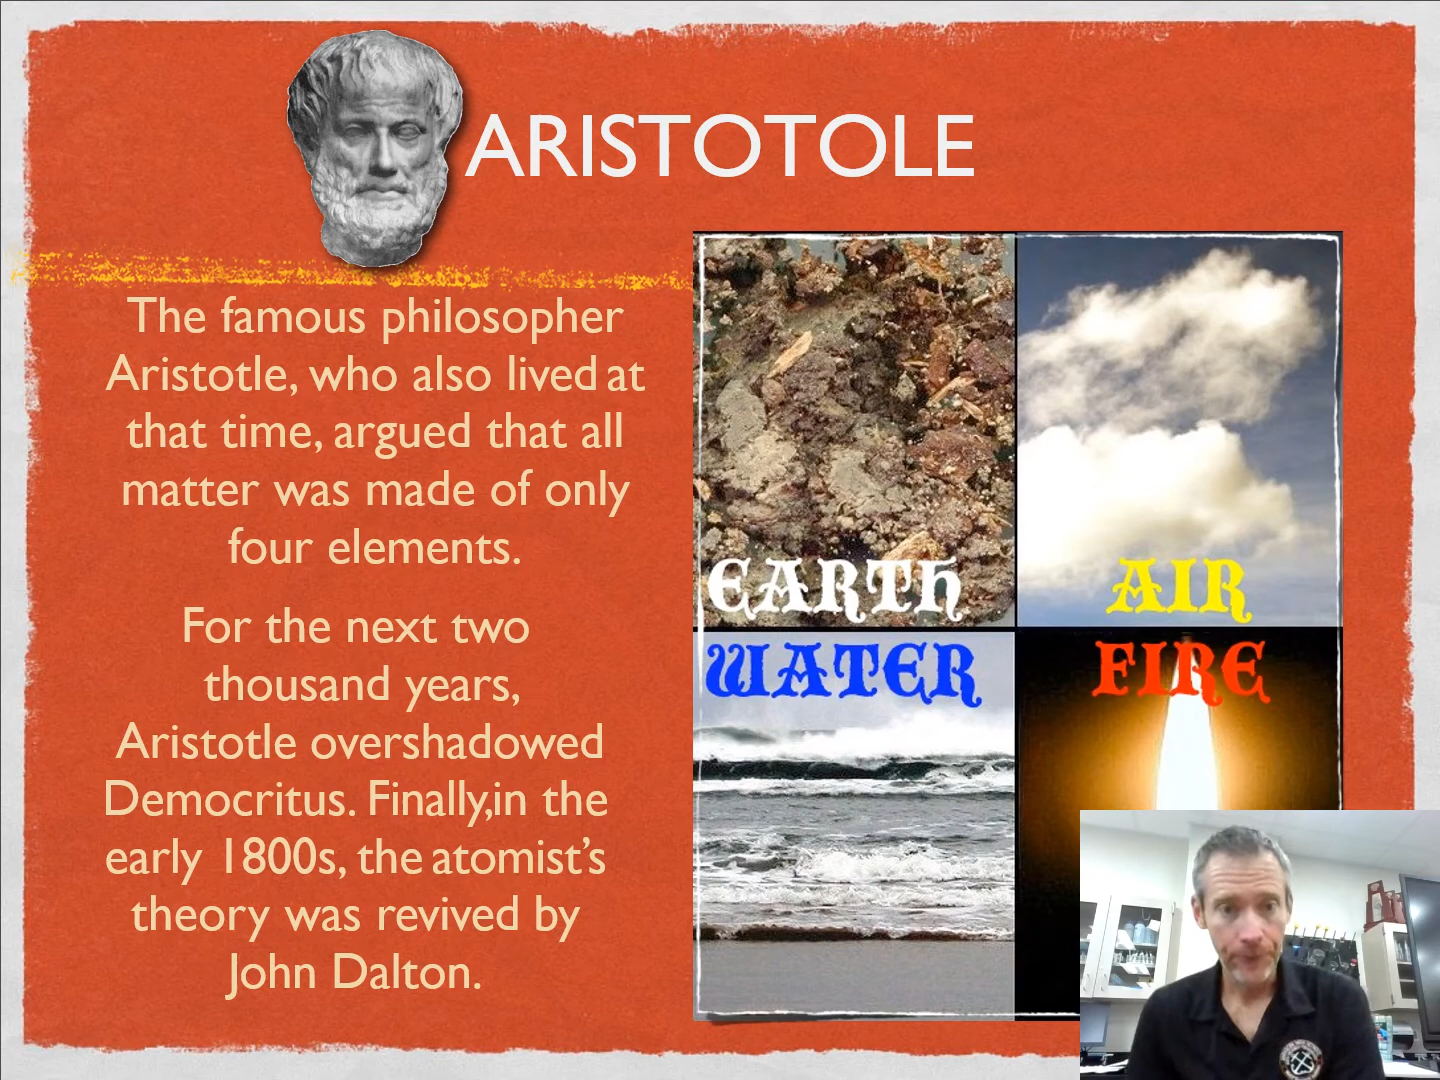 ARISTOTOLE
The famous philosopher
Aristotle, who also lived at
that time, argued that all
matter was made of only
four elements.
For the next two
thousand years,
Aristotle overshadowed
Democritus. Finally,in the
early 1800s, the atomist's
theory was revived by
John Dalton.
EARTH
AIR
WATER
FIRE